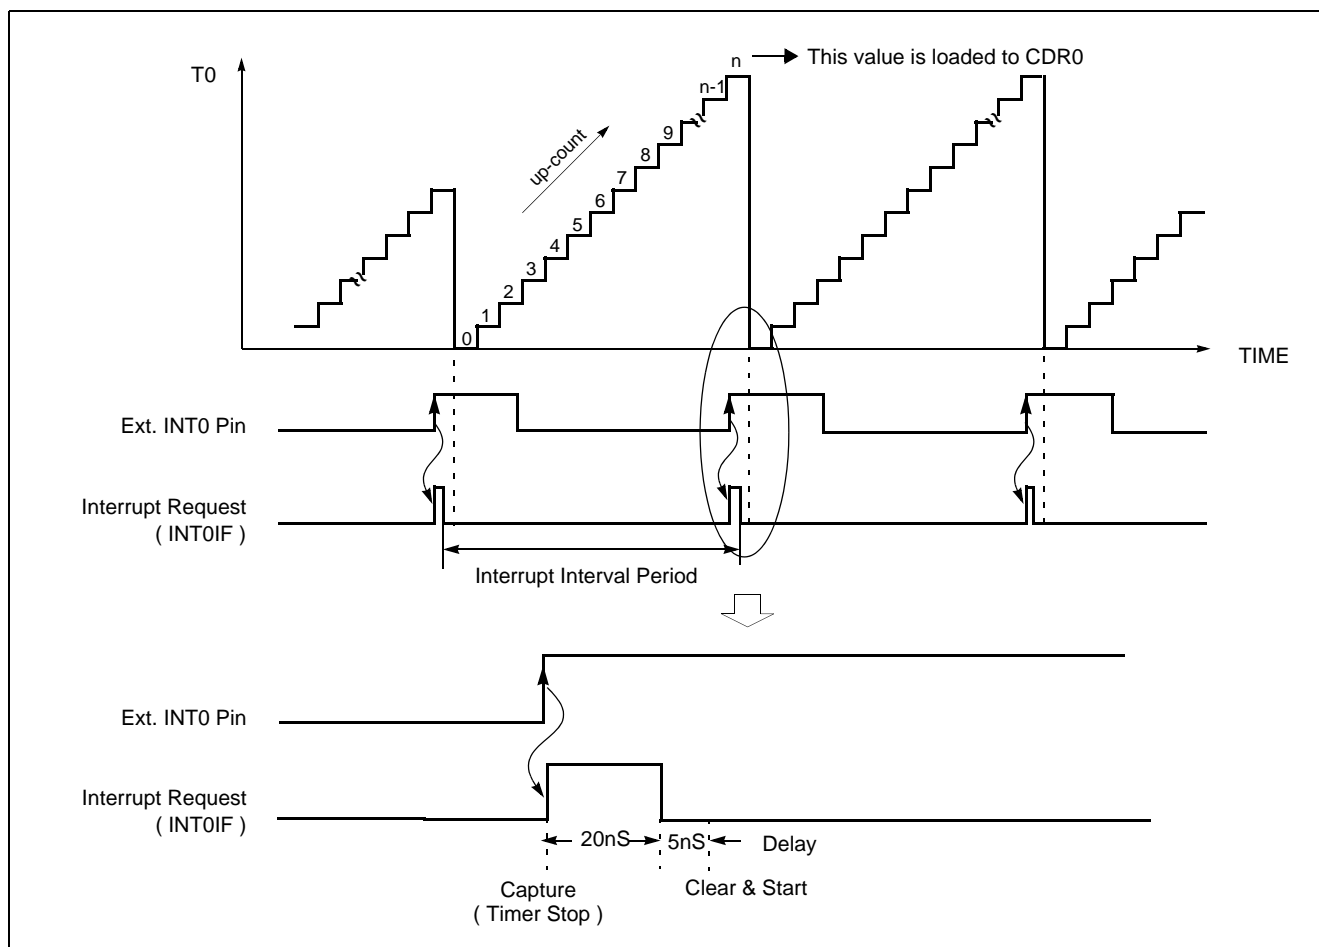 T0
n
This value is loaded to CDR0
n-1
up-count
9
8
7
6
5
4
3
2
1
0
TIME
Ext. INT0 Pin
Interrupt Request
( INT0IF )
Interrupt Interval Period
Ext. INT0 Pin
Interrupt Request
( INT0IF )
20nS
5nS
Delay
Capture
( Timer Stop )
Clear & Start